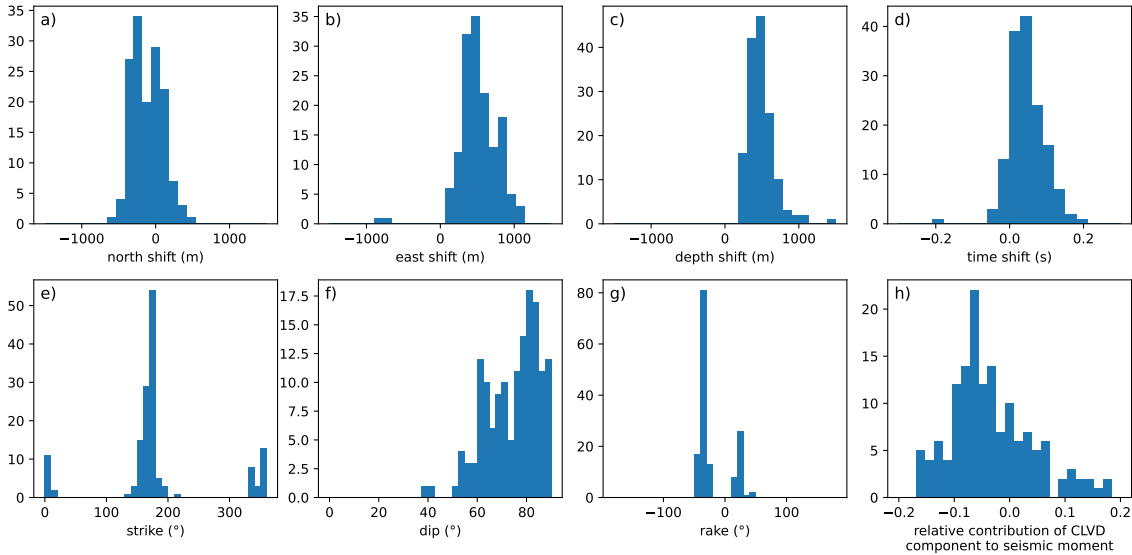 a)
35
30
25
20
15
10
5
0
−1000 0 1000
north shift (m)
b)
35
30
25
20
15
10
5
0
−1000 0 1000
east shift (m)
c)
40
30
20
10
0
−1000 0 1000
depth shift (m)
d)
40
30
20
10
0
−0.2 0.0 0.2
time shift (s)
e)
50
40
30
20
10
0
0 100 200 300
strike (°)
f)
17.5
15.0
12.5
10.0
7.5
5.0
2.5
0.0
0 20 40 60 80
dip (°)
g)
80
60
40
20
0
−100 0 100
rake (°)
h)
20
15
10
5
0
−0.2 −0.1 0.0 0.1 0.2
relative contribution of CLVD
component to seismic moment